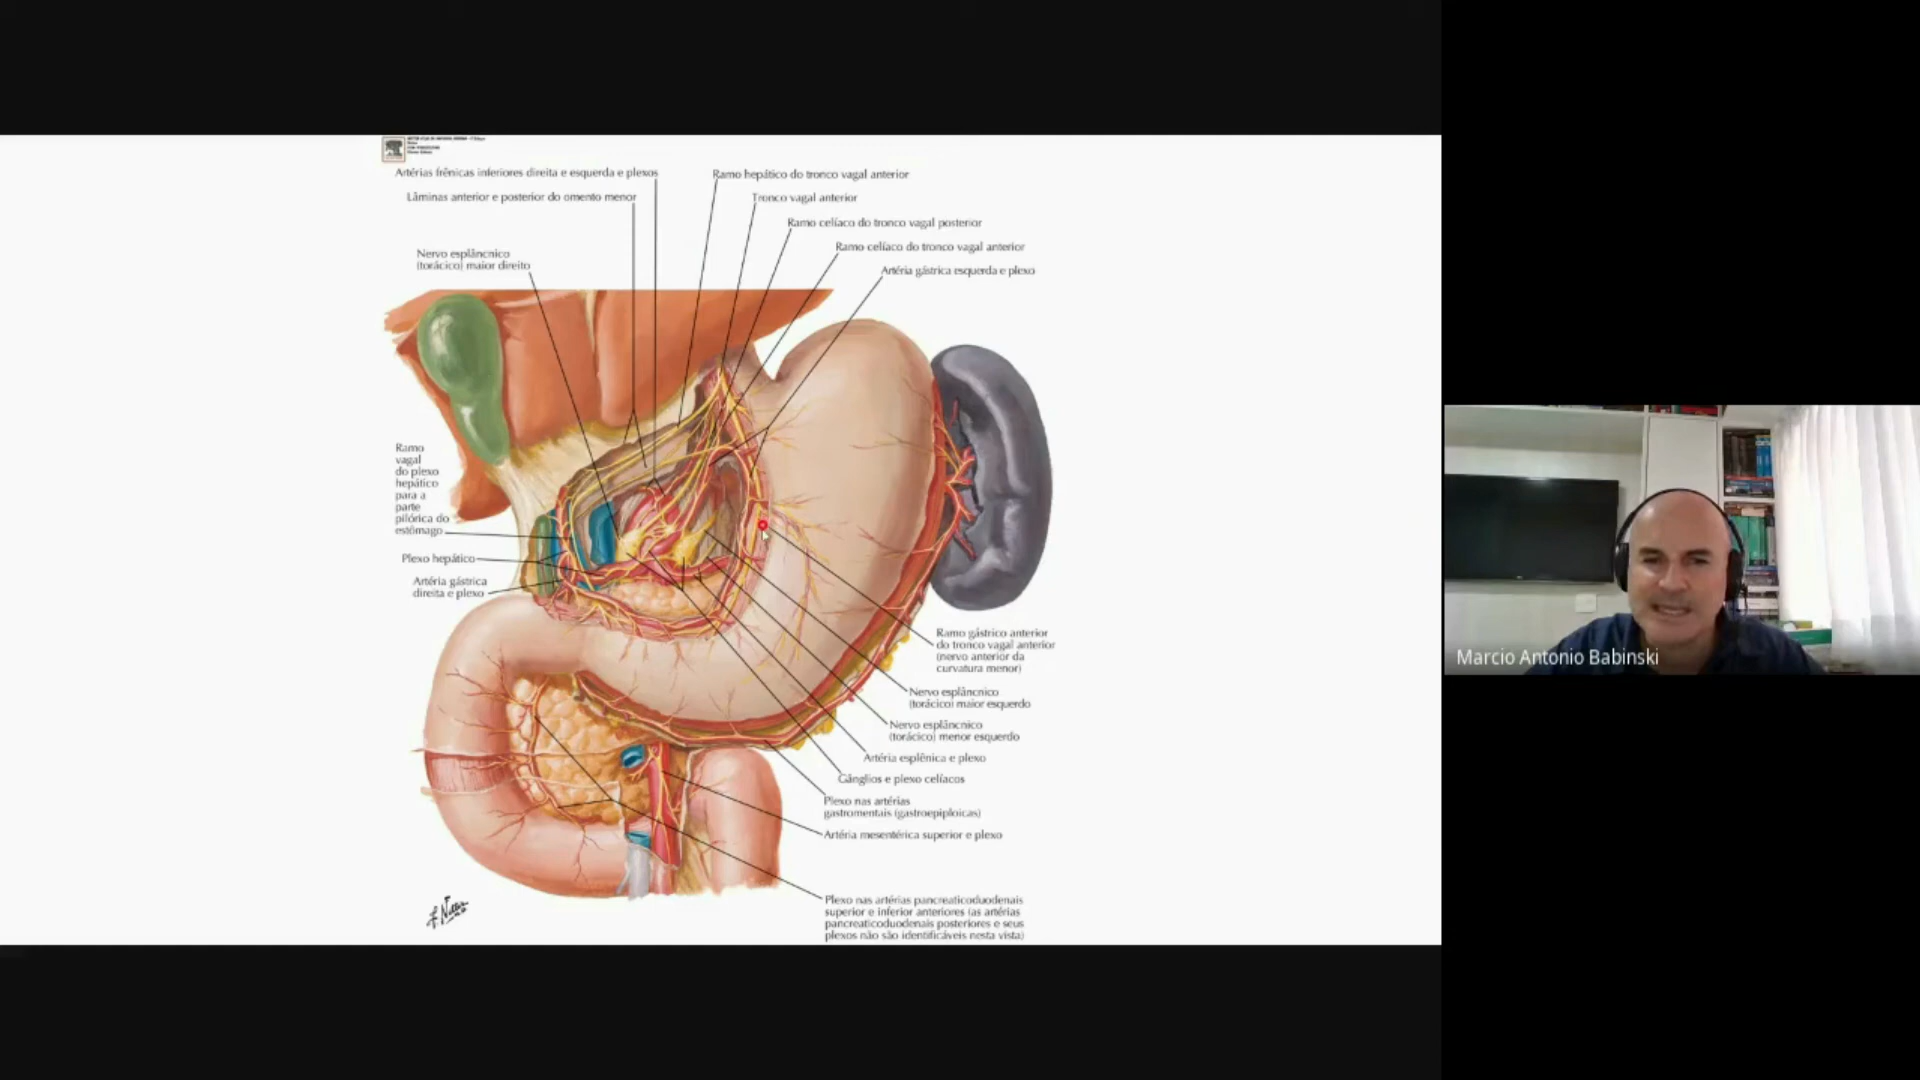 Artérias frênicas inferiores direita e esquerda e plexos
Lâminas anterior e posterior do omento menor
Nervo esplâncnico
(torácico) maior direito
Ramo hepático do tronco vagal anterior
Tronco vagal anterior
Ramo celíaco do tronco vagal posterior
Ramo celíaco do tronco vagal anterior
Artéria gástrica esquerda e plexo
Ramo
vagal
do plexo
hepático
para a
parte
pilórica do
estômago
Plexo hepático
Artéria gástrica
direita e plexo
Ramo gástrico anterior
do tronco vagal anterior
(nervo anterior da
curvatura menor)
Nervo esplâncnico
(torácico) maior esquerdo
Nervo esplâncnico
(torácico) menor esquerdo
Artéria esplênica e plexo
Gânglios e plexo celíacos
Plexo nas artérias
gastromentais (gastroepiploicas)
Artéria mesentérica superior e plexo
Plexo nas artérias pancreaticoduodenais
superior e inferior anteriores (as artérias
pancreaticoduodenais posteriores e seus
plexos não são identificáveis nesta vista)
F. Netter
Marcio Antonio Babinski